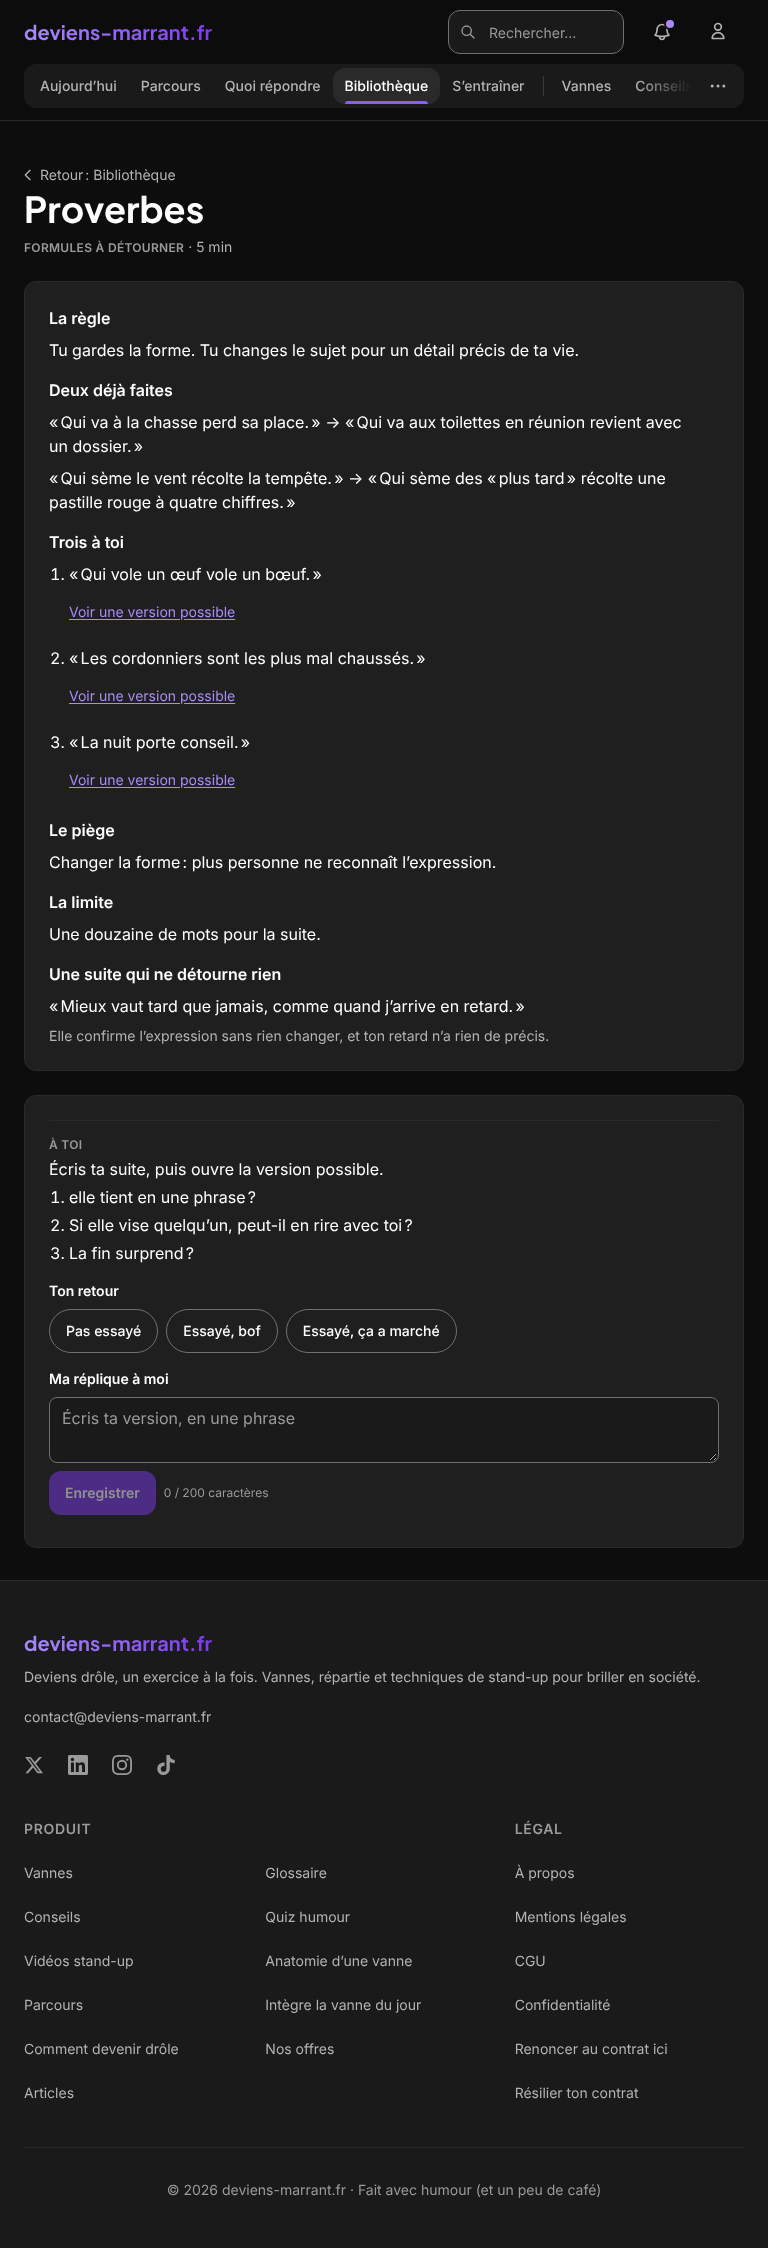 deviens-marrant.fr
Rechercher...
Aujourd’hui Parcours Quoi répondre Bibliothèque S’entraîner Vannes Conseils
Retour : Bibliothèque
Proverbes
FORMULES À DÉTOURNER · 5 min
La règle
Tu gardes la forme. Tu changes le sujet pour un détail précis de ta vie.
Deux déjà faites
« Qui va à la chasse perd sa place. » → « Qui va aux toilettes en réunion revient avec
un dossier. »
« Qui sème le vent récolte la tempête. » → « Qui sème des « plus tard » récolte une
pastille rouge à quatre chiffres. »
Trois à toi
1. « Qui vole un œuf vole un bœuf. »
Voir une version possible
2. « Les cordonniers sont les plus mal chaussés. »
Voir une version possible
3. « La nuit porte conseil. »
Voir une version possible
Le piège
Changer la forme : plus personne ne reconnaît l’expression.
La limite
Une douzaine de mots pour la suite.
Une suite qui ne détourne rien
« Mieux vaut tard que jamais, comme quand j’arrive en retard. »
Elle confirme l’expression sans rien changer, et ton retard n’a rien de précis.
À TOI
Écris ta suite, puis ouvre la version possible.
1. elle tient en une phrase ?
2. Si elle vise quelqu’un, peut-il en rire avec toi ?
3. La fin surprend ?
Ton retour
Pas essayé Essayé, bof Essayé, ça a marché
Ma réplique à moi
Écris ta version, en une phrase
Enregistrer 0 / 200 caractères
deviens-marrant.fr
Deviens drôle, un exercice à la fois. Vannes, répartie et techniques de stand-up pour briller en société.
contact@deviens-marrant.fr
PRODUIT LÉGAL
Vannes Glossaire À propos
Conseils Quiz humour Mentions légales
Vidéos stand-up Anatomie d’une vanne CGU
Parcours Intègre la vanne du jour Confidentialité
Comment devenir drôle Nos offres Renoncer au contrat ici
Articles Résilier ton contrat
© 2026 deviens-marrant.fr · Fait avec humour (et un peu de café)